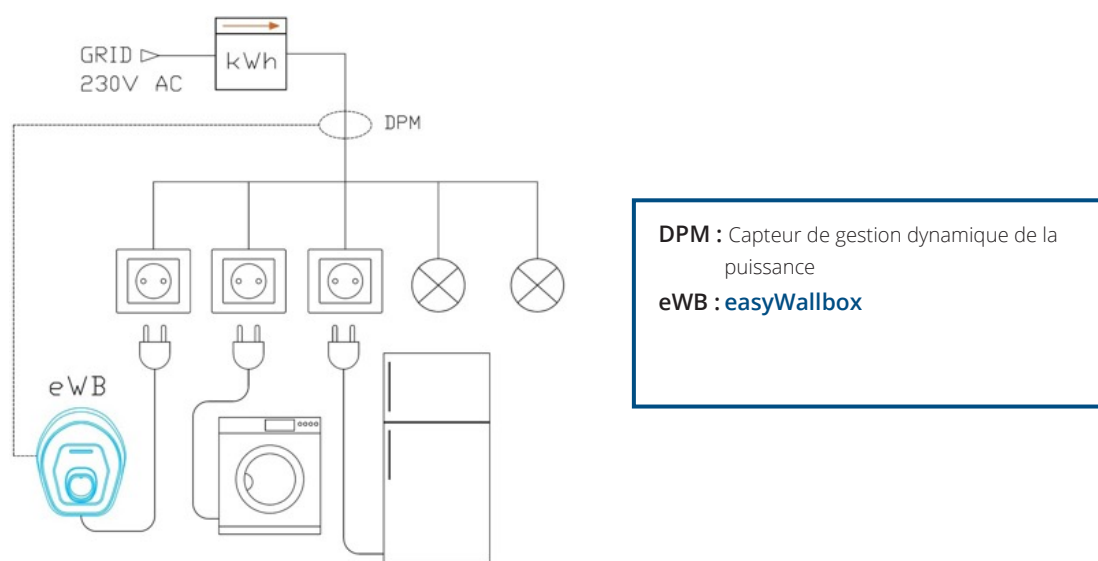 GRID
230V AC
kWh
DPM
eWB
DPM : Capteur de gestion dynamique de la
puissance
eWB : easyWallbox